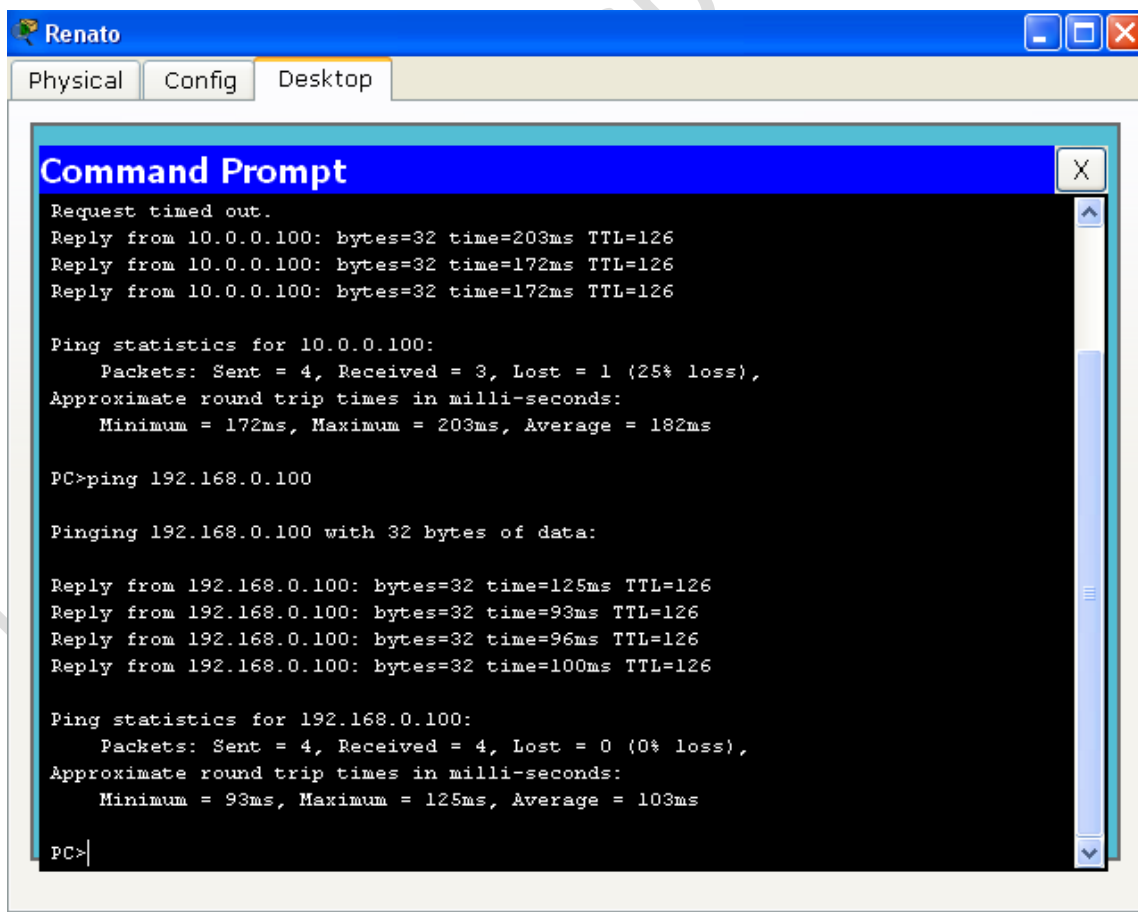 Renato
Physical Config Desktop
Command Prompt X
Request timed out.
Reply from 10.0.0.100: bytes=32 time=203ms TTL=126
Reply from 10.0.0.100: bytes=32 time=172ms TTL=126
Reply from 10.0.0.100: bytes=32 time=172ms TTL=126
Ping statistics for 10.0.0.100:
Packets: Sent = 4, Received = 3, Lost = 1 (25% loss),
Approximate round trip times in milli-seconds:
Minimum = 172ms, Maximum = 203ms, Average = 182ms
PC>ping 192.168.0.100
Pinging 192.168.0.100 with 32 bytes of data:
Reply from 192.168.0.100: bytes=32 time=125ms TTL=126
Reply from 192.168.0.100: bytes=32 time=93ms TTL=126
Reply from 192.168.0.100: bytes=32 time=96ms TTL=126
Reply from 192.168.0.100: bytes=32 time=100ms TTL=126
Ping statistics for 192.168.0.100:
Packets: Sent = 4, Received = 4, Lost = 0 (0% loss),
Approximate round trip times in milli-seconds:
Minimum = 93ms, Maximum = 125ms, Average = 103ms
PC>